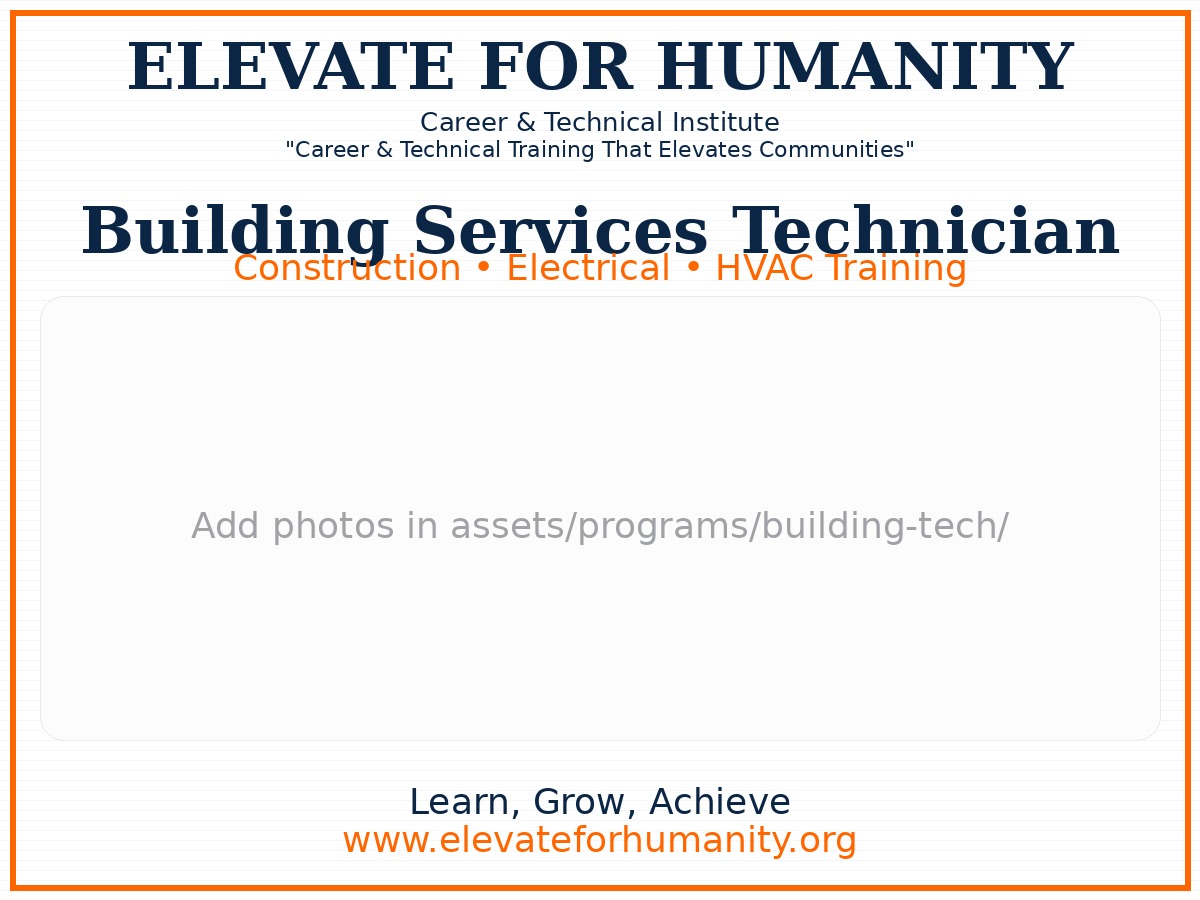 ELEVATE FOR HUMANITY
Career & Technical Institute
"Career & Technical Training That Elevates Communities"
Building Services Technician
Construction • Electrical • HVAC Training
Add photos in assets/programs/building-tech/
Learn, Grow, Achieve
www.elevateforhumanity.org